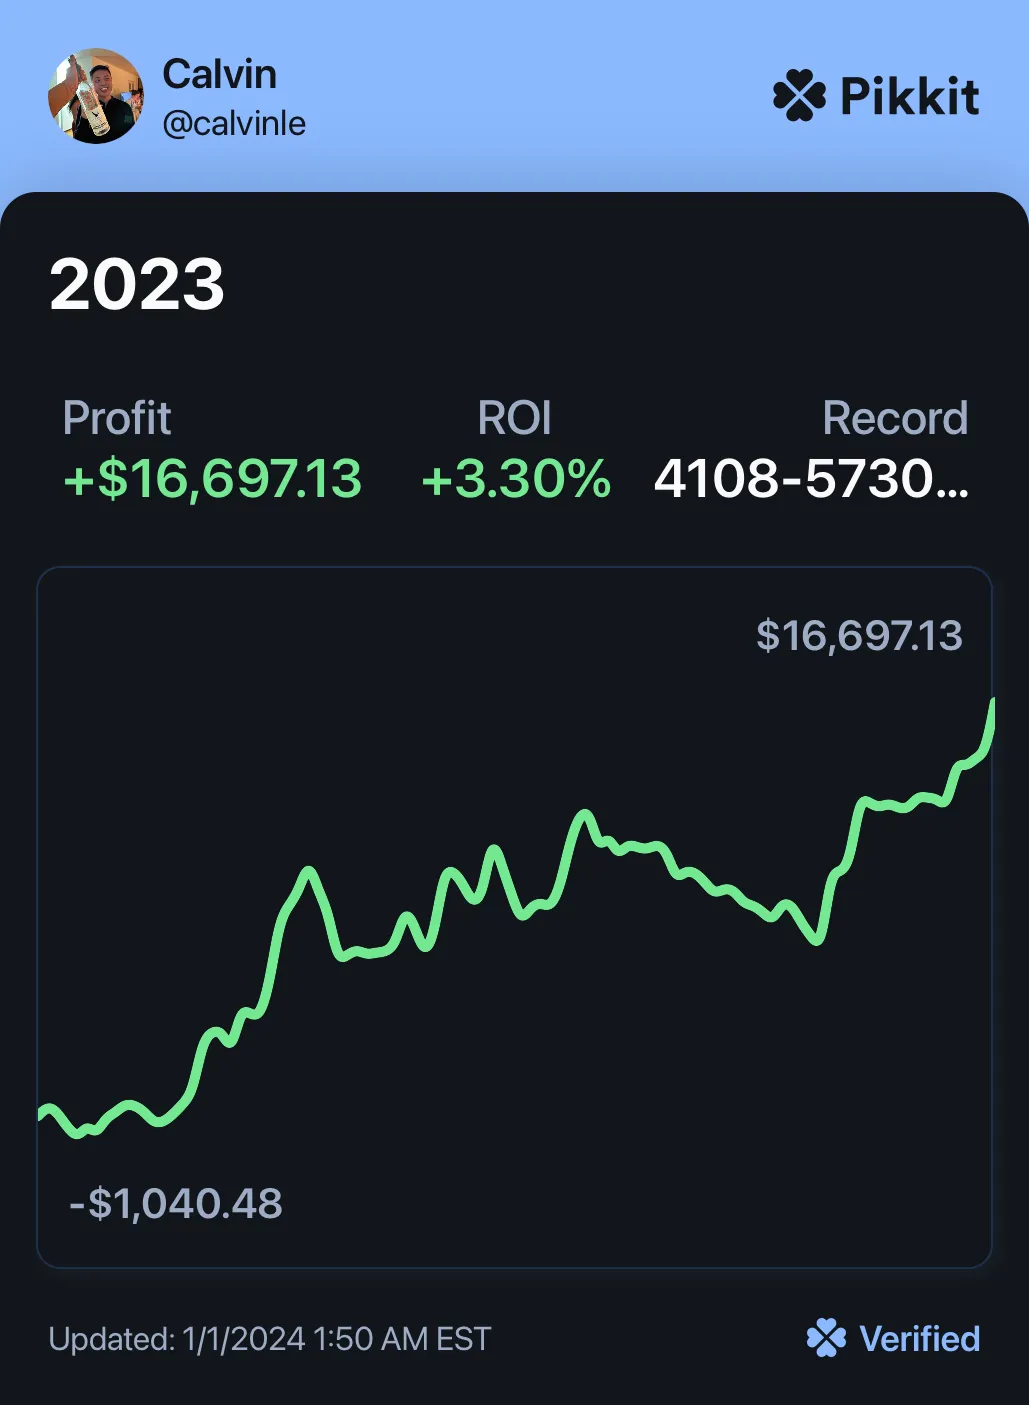 Calvin
@calvinle
Pikkit
2023
Profit ROI Record
+$16,697.13 +3.30% 4108-5730...
$16,697.13
-$1,040.48
Updated: 1/1/2024 1:50 AM EST
Verified